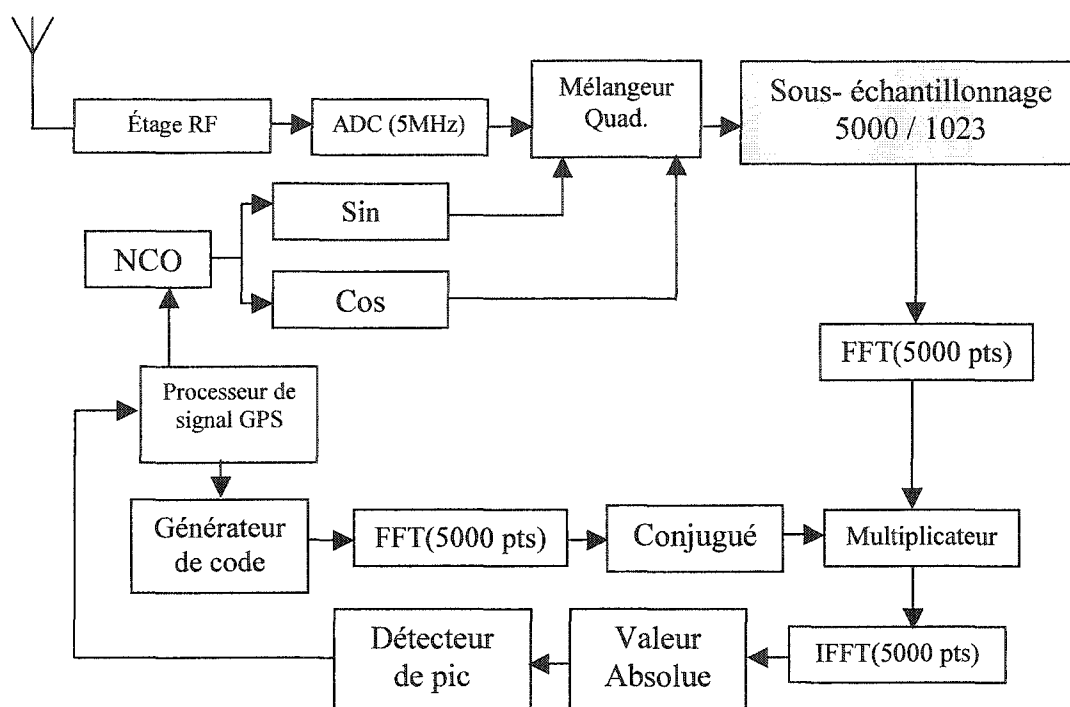 Étage RF
ADC (5MHz)
Mélangeur
Quad.
Sous- échantillonnage
5000 / 1023
Sin
NCO
Cos
FFT(5000 pts)
Processeur de
signal GPS
Générateur
de code
FFT(5000 pts)
Conjugué
Multiplicateur
Détecteur
de pic
Valeur
Absolue
IFFT(5000 pts)